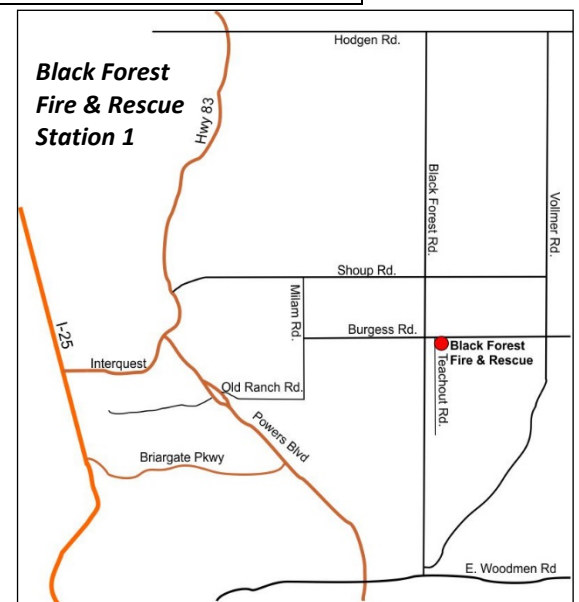 Black Forest
Fire & Rescue
Station 1
Hodgen Rd.
Hwy 83
Black Forest Rd.
Vollmer Rd.
Shoup Rd.
Milam Rd.
I-25
Burgess Rd.
Black Forest
Fire & Rescue
Interquest
Teachout Rd.
Old Ranch Rd.
Powers Blvd
Briargate Pkwy
E. Woodmen Rd